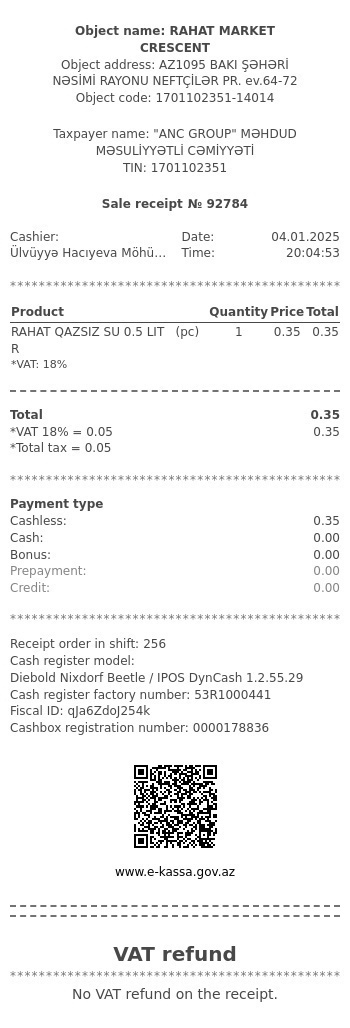 Object name: RAHAT MARKET
CRESCENT
Object address: AZ1095 BAKI ŞƏHƏRİ
NƏSİMİ RAYONU NEFTÇİLƏR PR. ev.64-72
Object code: 1701102351-14014
Taxpayer name: "ANC GROUP" MƏHDUD
MƏSULİYYƏTLİ CƏMİYYƏTİ
TIN: 1701102351
Sale receipt № 92784
Cashier: Date: 04.01.2025
Ülvüyyə Hacıyeva Möhü... Time: 20:04:53
**********************************************
Product Quantity Price Total
RAHAT QAZSIZ SU 0.5 LIT (pc) 1 0.35 0.35
R
*VAT: 18%
Total 0.35
*VAT 18% = 0.05 0.35
*Total tax = 0.05
**********************************************
Payment type
Cashless: 0.35
Cash: 0.00
Bonus: 0.00
Prepayment: 0.00
Credit: 0.00
**********************************************
Receipt order in shift: 256
Cash register model:
Diebold Nixdorf Beetle / IPOS DynCash 1.2.55.29
Cash register factory number: 53R1000441
Fiscal ID: qJa6ZdoJ254k
Cashbox registration number: 0000178836
www.e-kassa.gov.az
VAT refund
**********************************************
No VAT refund on the receipt.